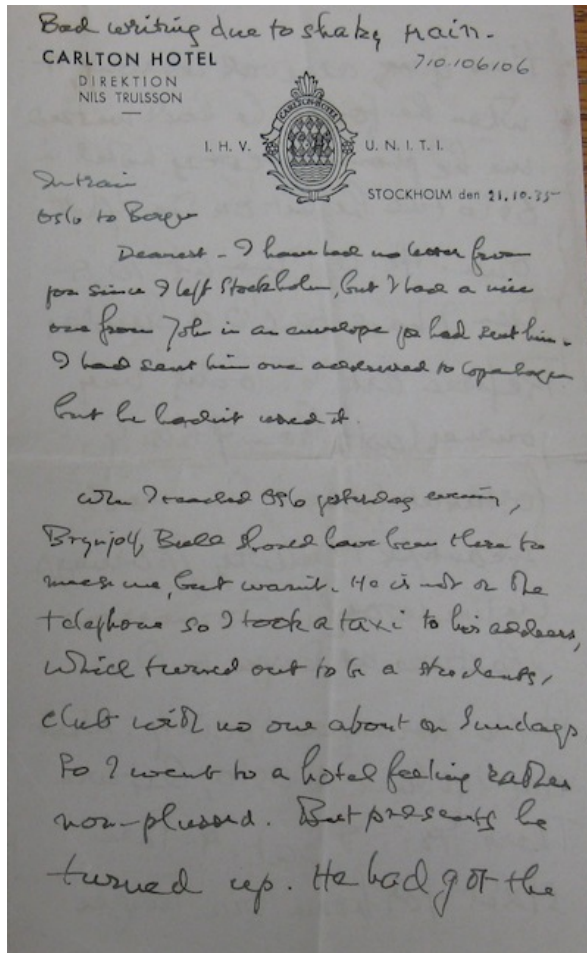 Bad writing due to shaky train.
CARLTON HOTEL
710.106106
DIREKTION
NILS TRULSSON
CARLTON-HOTEL
I. H. V. U. N. I. T. I.
STOCKHOLM den 21.10.35
In train
Oslo to Bergen
Dearest - I have had no letter from
you since I left Stockholm, but I had a nice
one from John in an envelope you had sent him.
I had sent him one addressed to Copenhagen
but he hadn't used it.
When I reached Oslo yesterday evening,
Brynjolf Bull should have been there to
meet me, but wasn't. He is not on the
telephone so I took a taxi to his address,
which turned out to be a students'
club with no one about on Sundays
So I went to a hotel feeling rather
non-plussed. But presently he
turned up. He had got the